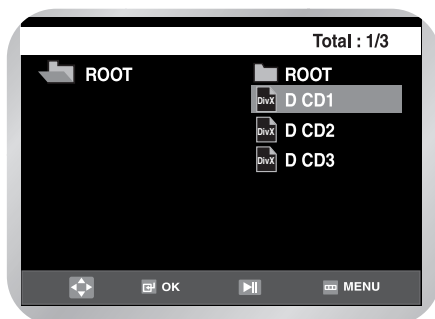 Total : 1/3
ROOT
ROOT
DivX D CD1
DivX D CD2
DivX D CD3
OK MENU